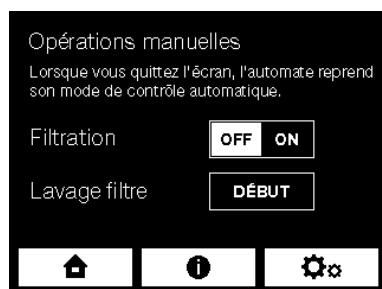 Opérations manuelles
Lorsque vous quittez l'écran, l'automate reprend
son mode de contrôle automatique.
Filtration OFF ON
Lavage filtre DÉBUT